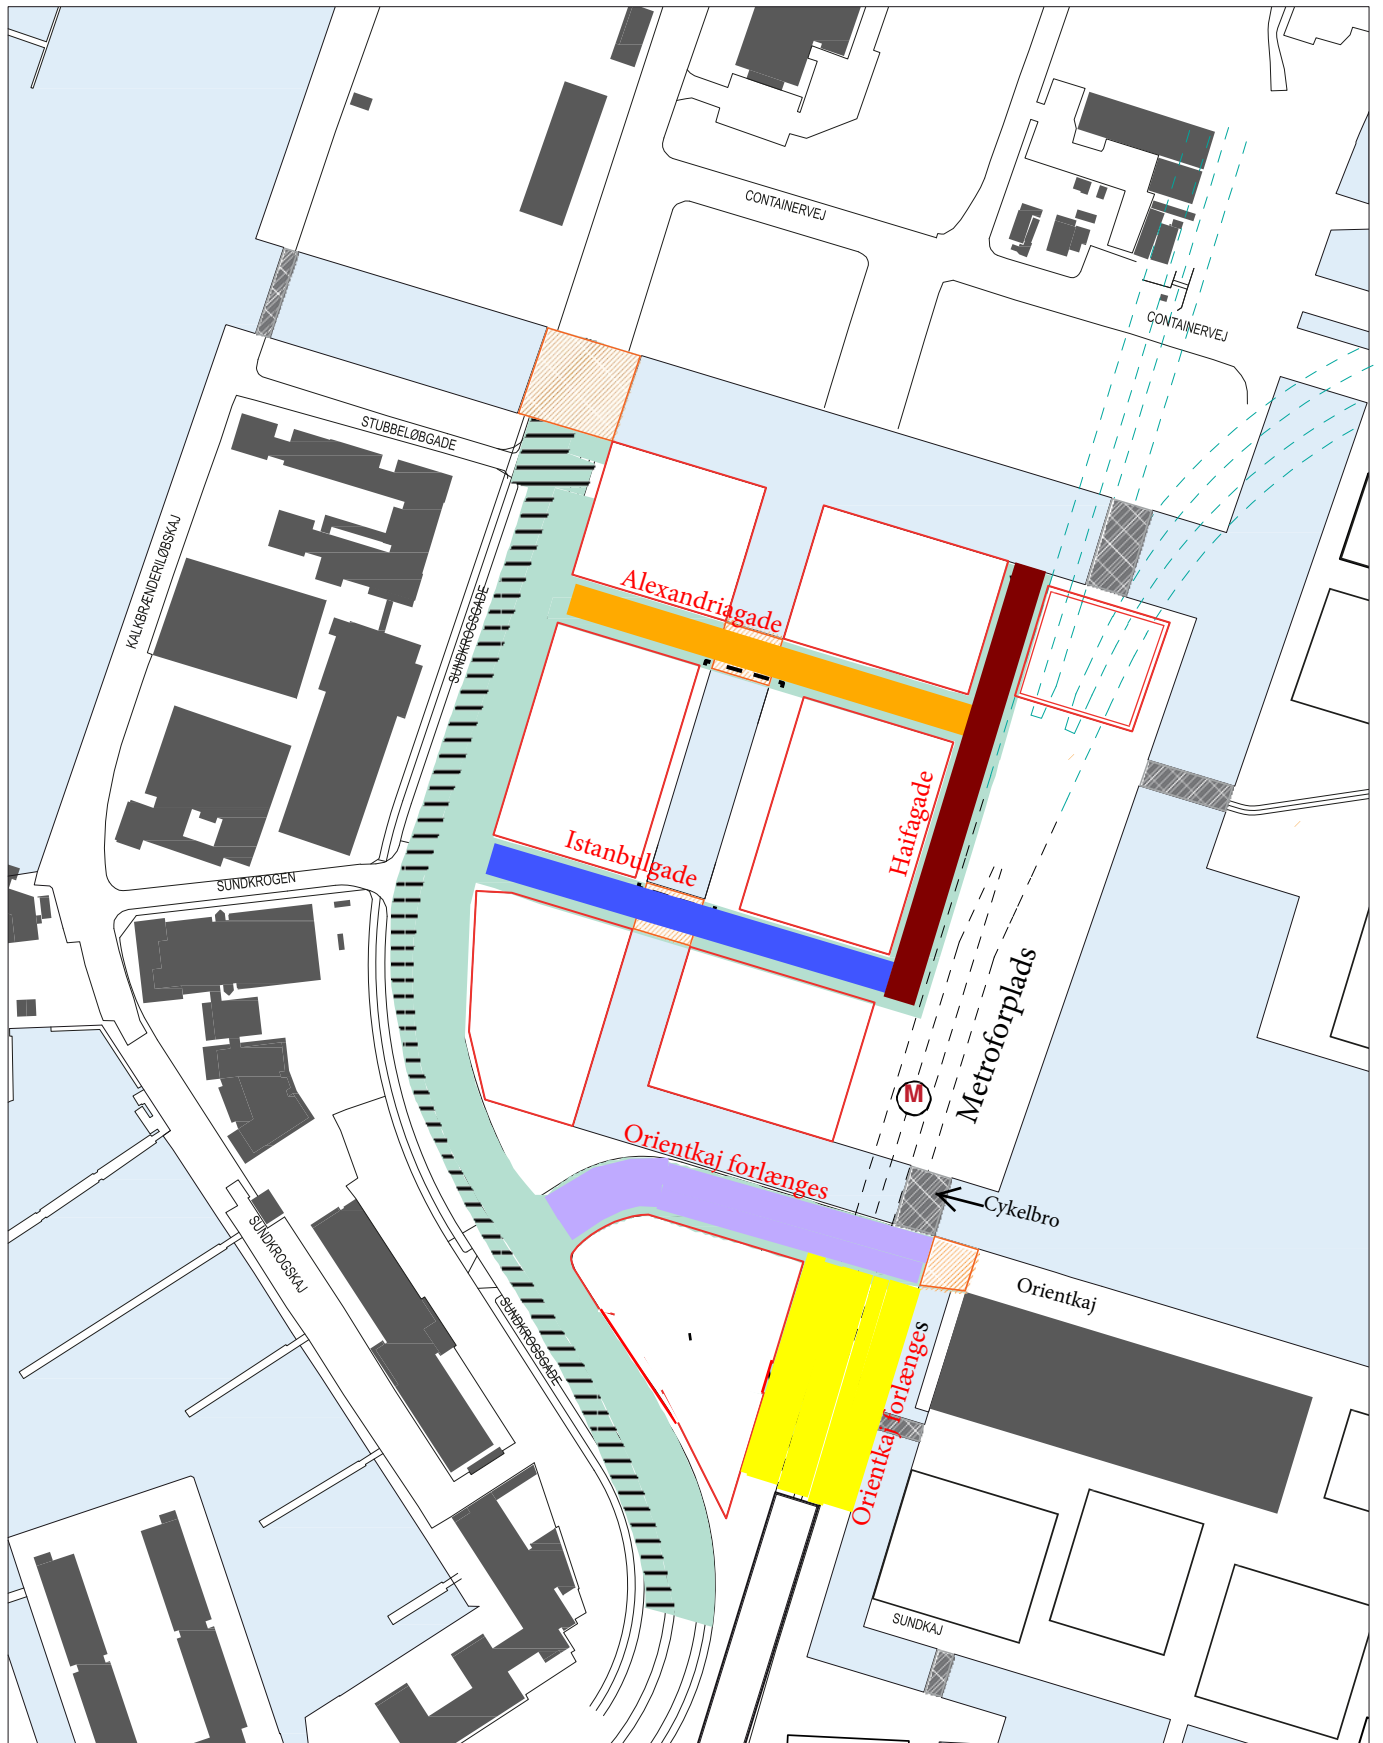 CONTAINERVEJ
CONTAINERVEJ
STUBBELØBGADE
KALKBRÆNDERILØBSKAJ
SUNDKROGSGADE
Alexandriagade
Haifagade
Istanbulgade
SUNDKROGEN
Metroforplads
M
Orientkaj forlænges
Cykelbro
SUNDKROGSKAJ
Orientkaj
SUNDKROGSGADE
Orientkaj forlænges
SUNDKAJ